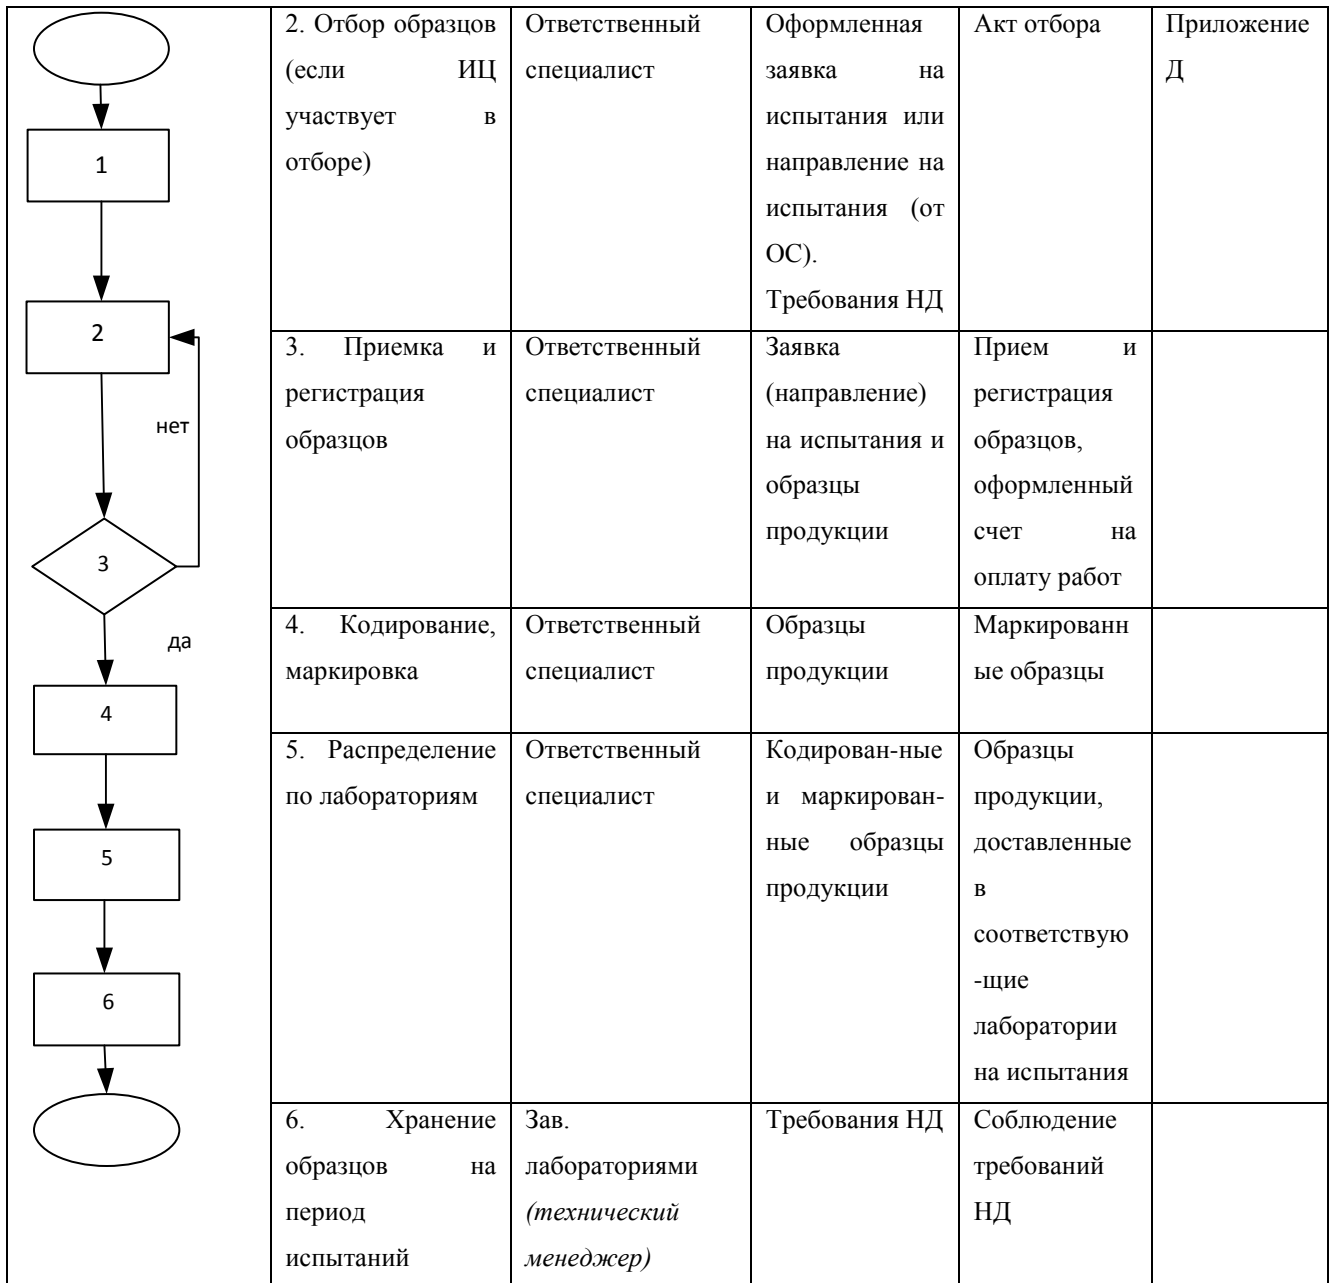 1
2
нет
3
да
4
5
6
2. Отбор образцов
(если ИЦ
участвует в
отборе)
Ответственный
специалист
Оформленная
заявка на
испытания или
направление на
испытания (от
ОС).
Требования НД
Акт отбора
Приложение
Д
3. Приемка и
регистрация
образцов
Ответственный
специалист
Заявка
(направление)
на испытания и
образцы
продукции
Прием и
регистрация
образцов,
оформленный
счет на
оплату работ
4. Кодирование,
маркировка
Ответственный
специалист
Образцы
продукции
Маркированн
ые образцы
5. Распределение
по лабораториям
Ответственный
специалист
Кодирован-ные
и маркирован-
ные образцы
продукции
Образцы
продукции,
доставленные
в
соответствую
-щие
лаборатории
на испытания
6. Хранение
образцов на
период
испытаний
Зав.
лабораториями
(технический
менеджер)
Требования НД
Соблюдение
требований
НД